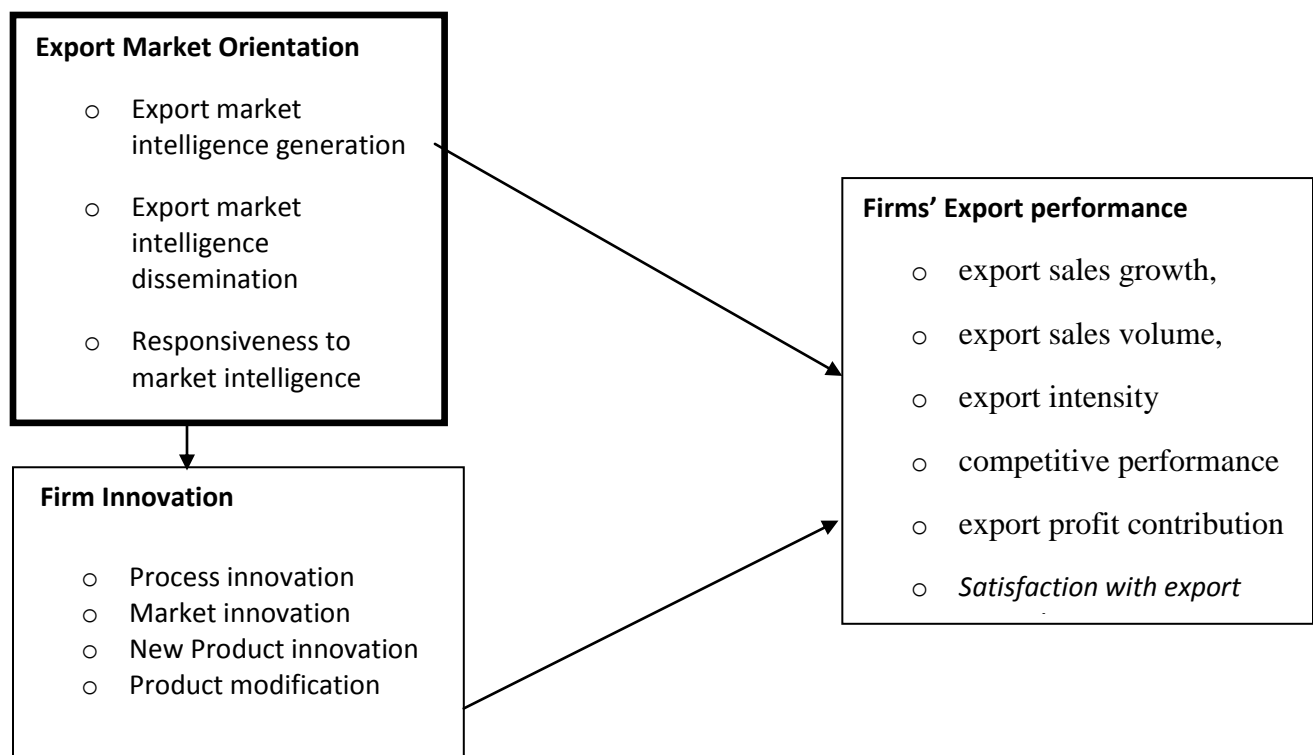 Export Market Orientation
o Export market
intelligence generation
o Export market
intelligence
dissemination
o Responsiveness to
market intelligence
Firm Innovation
o Process innovation
o Market innovation
o New Product innovation
o Product modification
Firms’ Export performance
o export sales growth,
o export sales volume,
o export intensity
o competitive performance
o export profit contribution
o Satisfaction with export